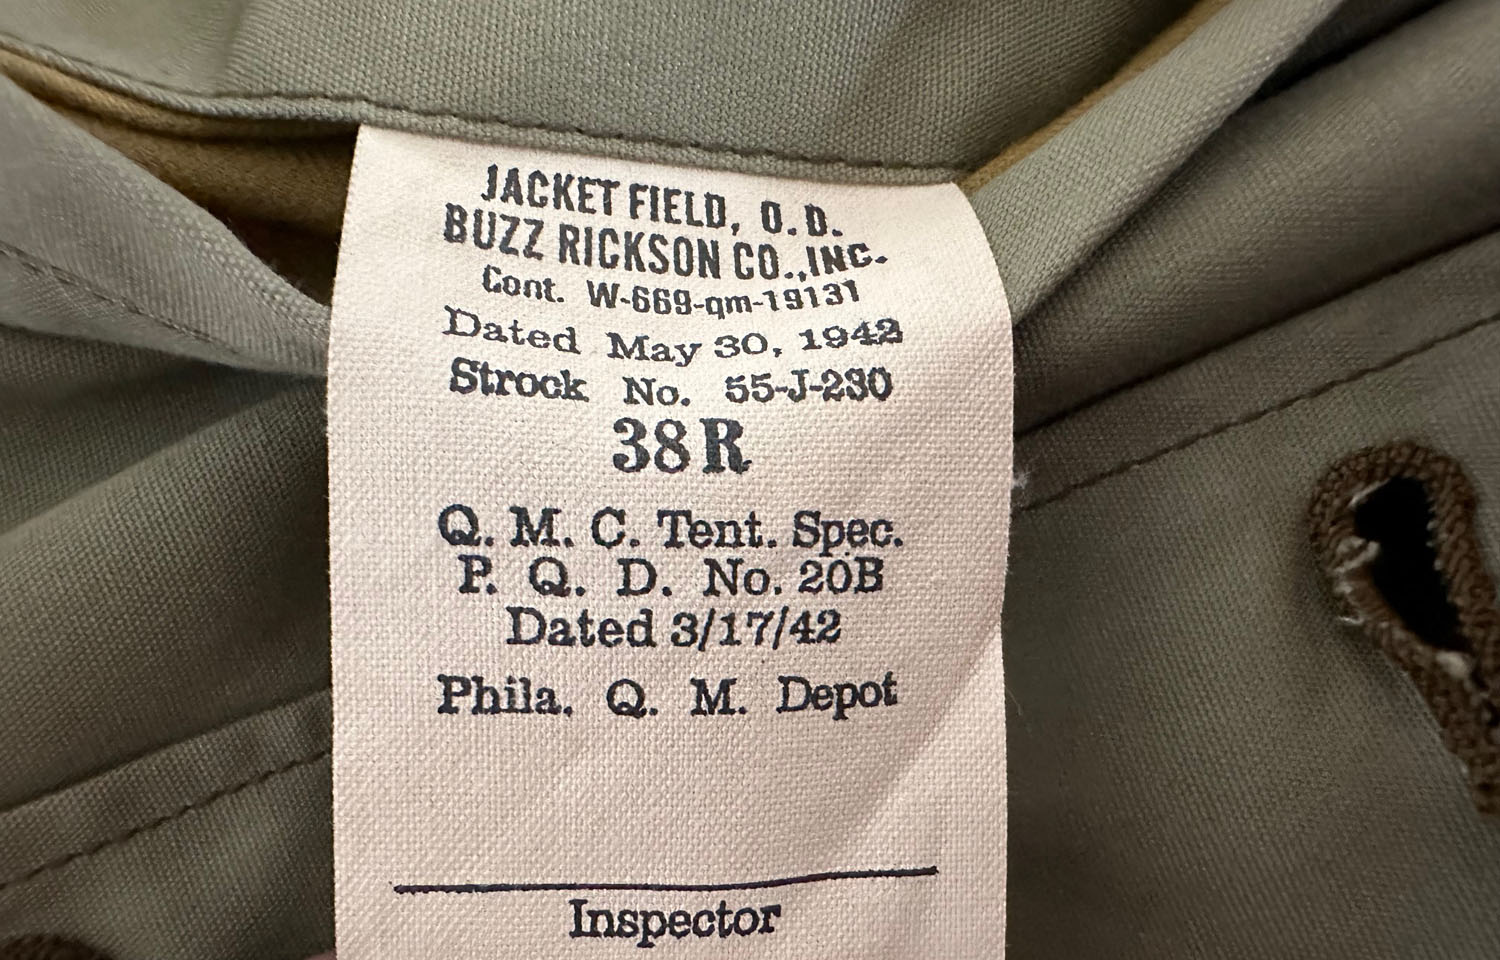 JACKET FIELD, O.D.
BUZZ RICKSON CO.,INC.
Cont. W-669-qm-19131
Dated May 30, 1942
Strock No. 55-J-230
38 R
Q. M. C. Tent. Spec.
P. Q. D. No. 20B
Dated 3/17/42
Phila. Q. M. Depot
Inspector